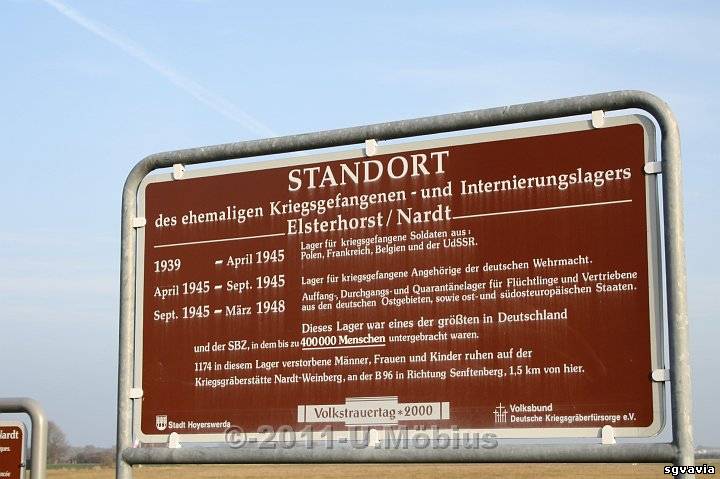 STANDORT
des ehemaligen Kriegsgefangenen - und Internierungslagers
Elsterhorst/Nardt
1939 – April 1945 Lager für kriegsgefangene Soldaten aus:
Polen, Frankreich, Belgien und der UdSSR.
April 1945 – Sept. 1945 Lager für kriegsgefangene Angehörige der deutschen Wehrmacht.
Sept. 1945 – März 1948 Auffang-, Durchgangs- und Quarantänelager für Flüchtlinge und Vertriebene
aus den deutschen Ostgebieten, sowie ost- und südosteuropäischen Staaten.
Dieses Lager war eines der größten in Deutschland
und der SBZ, in dem bis zu 400000 Menschen untergebracht waren.
1174 in diesem Lager verstorbene Männer, Frauen und Kinder ruhen auf der
Kriegsgräberstätte Nardt-Weinberg, an der B 96 in Richtung Senftenberg, 1,5 km von hier.
Stadt Hoyerswerda
Volkstrauertag * 2000
Volksbund
Deutsche Kriegsgräberfürsorge e.V.
Nardt
©-2011-U.Möbius
sgvavia